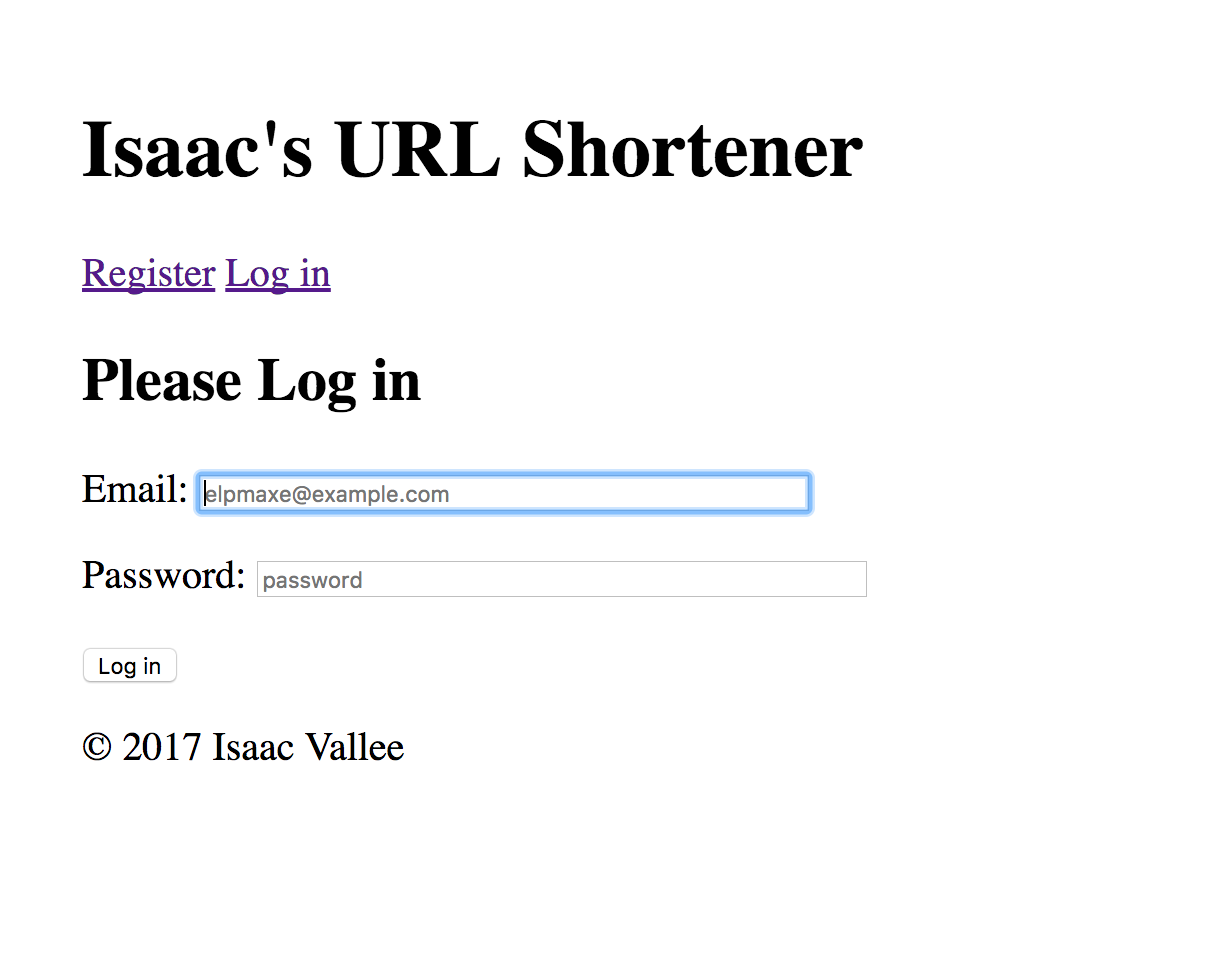 Isaac's URL Shortener
Register Log in
Please Log in
Email: elpmaxe@example.com
Password: password
Log in
© 2017 Isaac Vallee